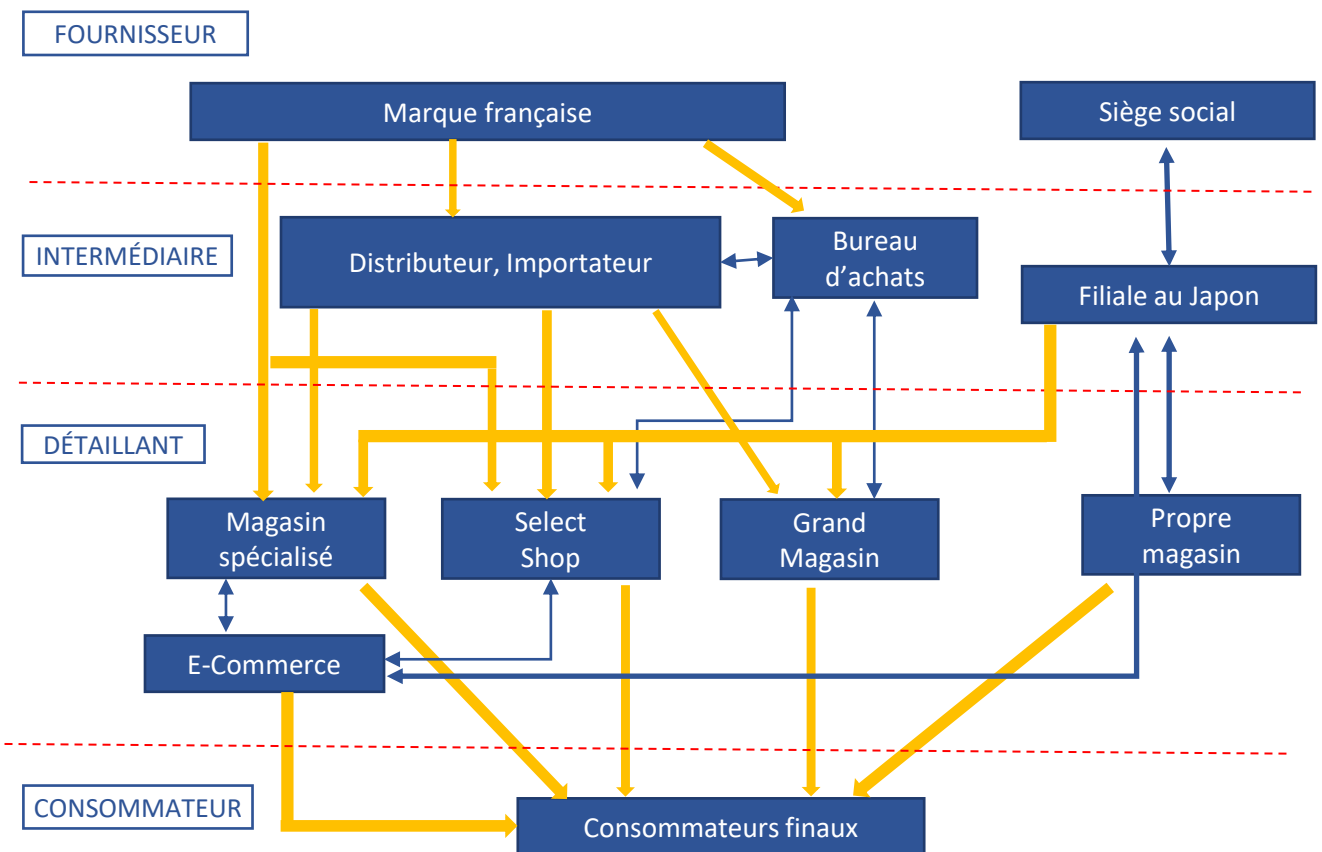 FOURNISSEUR
Marque française
Siège social
INTERMÉDIAIRE
Distributeur, Importateur
Bureau
d’achats
Filiale au Japon
DÉTAILLANT
Magasin
spécialisé
Select
Shop
Grand
Magasin
Propre
magasin
E-Commerce
CONSOMMATEUR
Consommateurs finaux